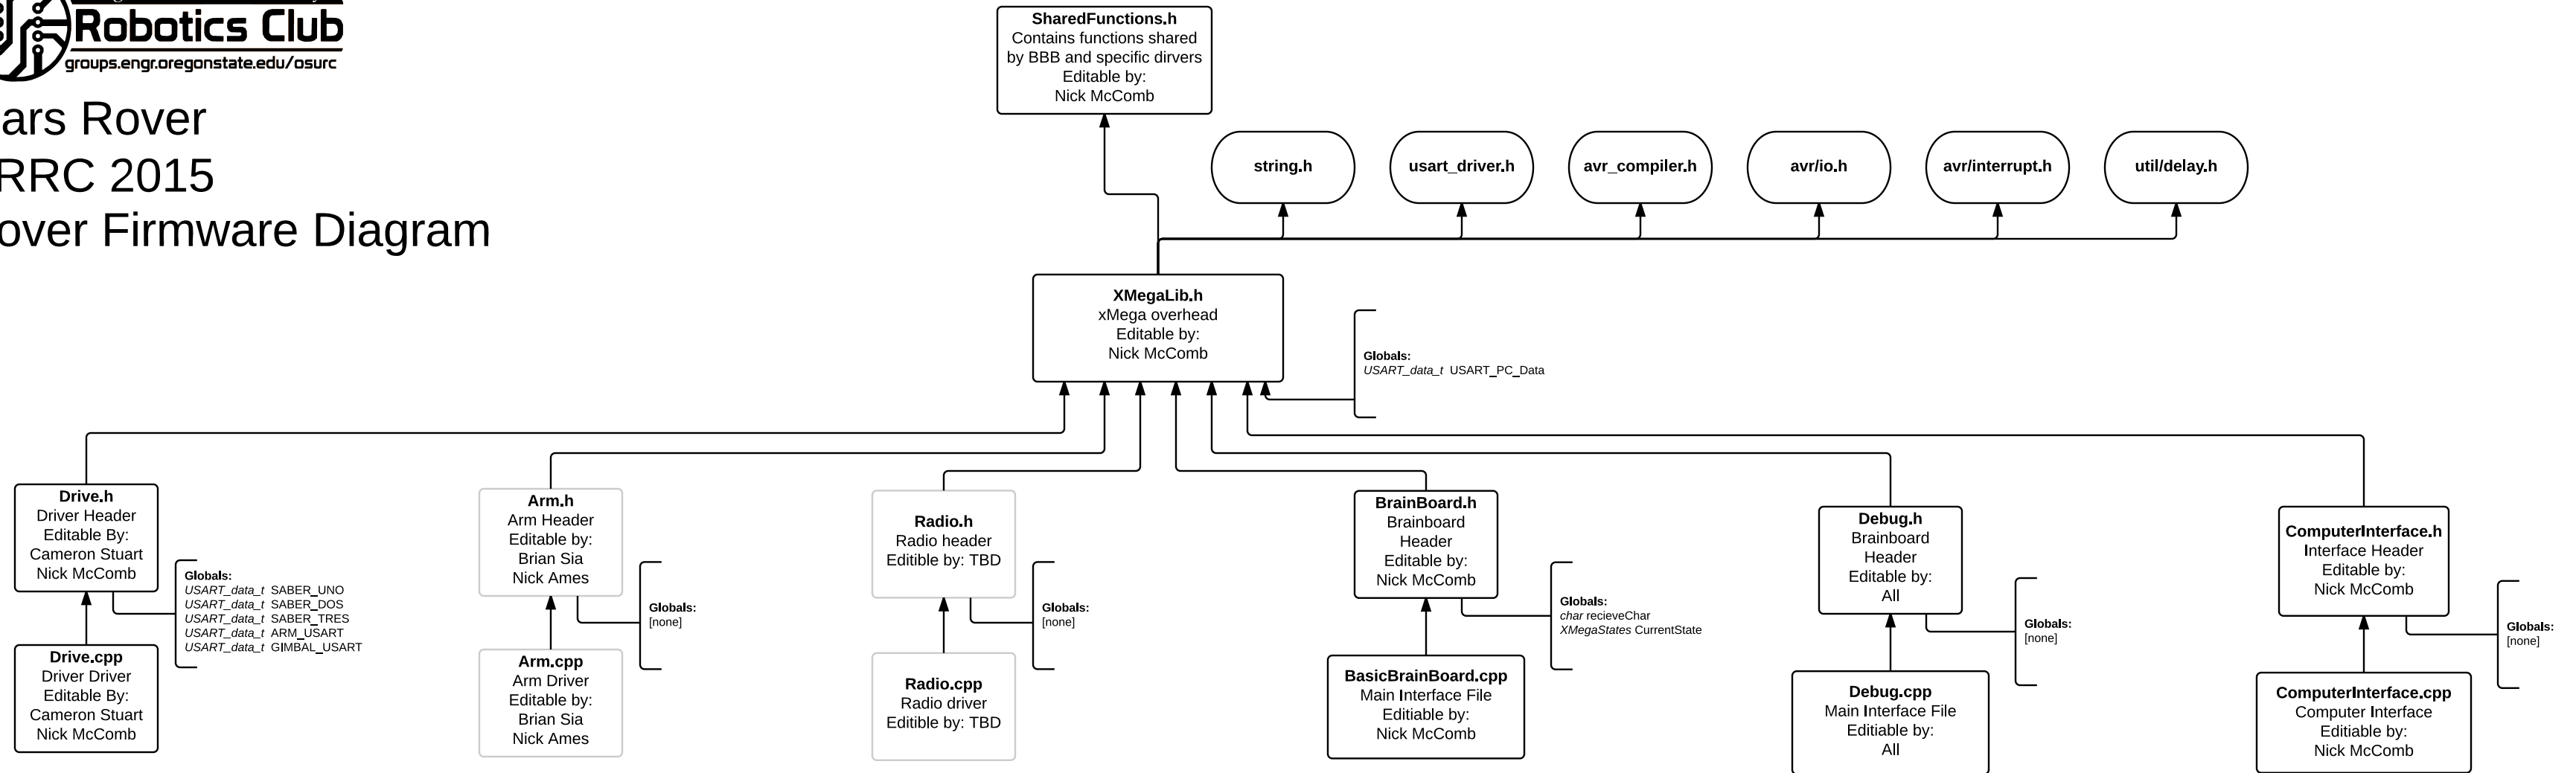 Robotics Club
groups.engr.oregonstate.edu/osurc
ars Rover
RRC 2015
over Firmware Diagram
SharedFunctions.h
Contains functions shared
by BBB and specific dirvers
Editable by:
Nick McComb
string.h
usart_driver.h
avr_compiler.h
avr/io.h
avr/interrupt.h
util/delay.h
XMegaLib.h
xMega overhead
Editable by:
Nick McComb
Globals:
USART_data_t USART_PC_Data
Drive.h
Driver Header
Editable By:
Cameron Stuart
Nick McComb
Globals:
USART_data_t SABER_UNO
USART_data_t SABER_DOS
USART_data_t SABER_TRES
USART_data_t ARM_USART
USART_data_t GIMBAL_USART
Drive.cpp
Driver Driver
Editable By:
Cameron Stuart
Nick McComb
Arm.h
Arm Header
Editable by:
Brian Sia
Nick Ames
Globals:
[none]
Arm.cpp
Arm Driver
Editable by:
Brian Sia
Nick Ames
Radio.h
Radio header
Editible by: TBD
Globals:
[none]
Radio.cpp
Radio driver
Editible by: TBD
BrainBoard.h
Brainboard
Header
Editable by:
Nick McComb
Globals:
char recieveChar
XMegaStates CurrentState
BasicBrainBoard.cpp
Main Interface File
Editiable by:
Nick McComb
Debug.h
Brainboard
Header
Editable by:
All
Globals:
[none]
Debug.cpp
Main Interface File
Editiable by:
All
ComputerInterface.h
Interface Header
Editable by:
Nick McComb
Globals:
[none]
ComputerInterface.cpp
Computer Interface
Editiable by:
Nick McComb